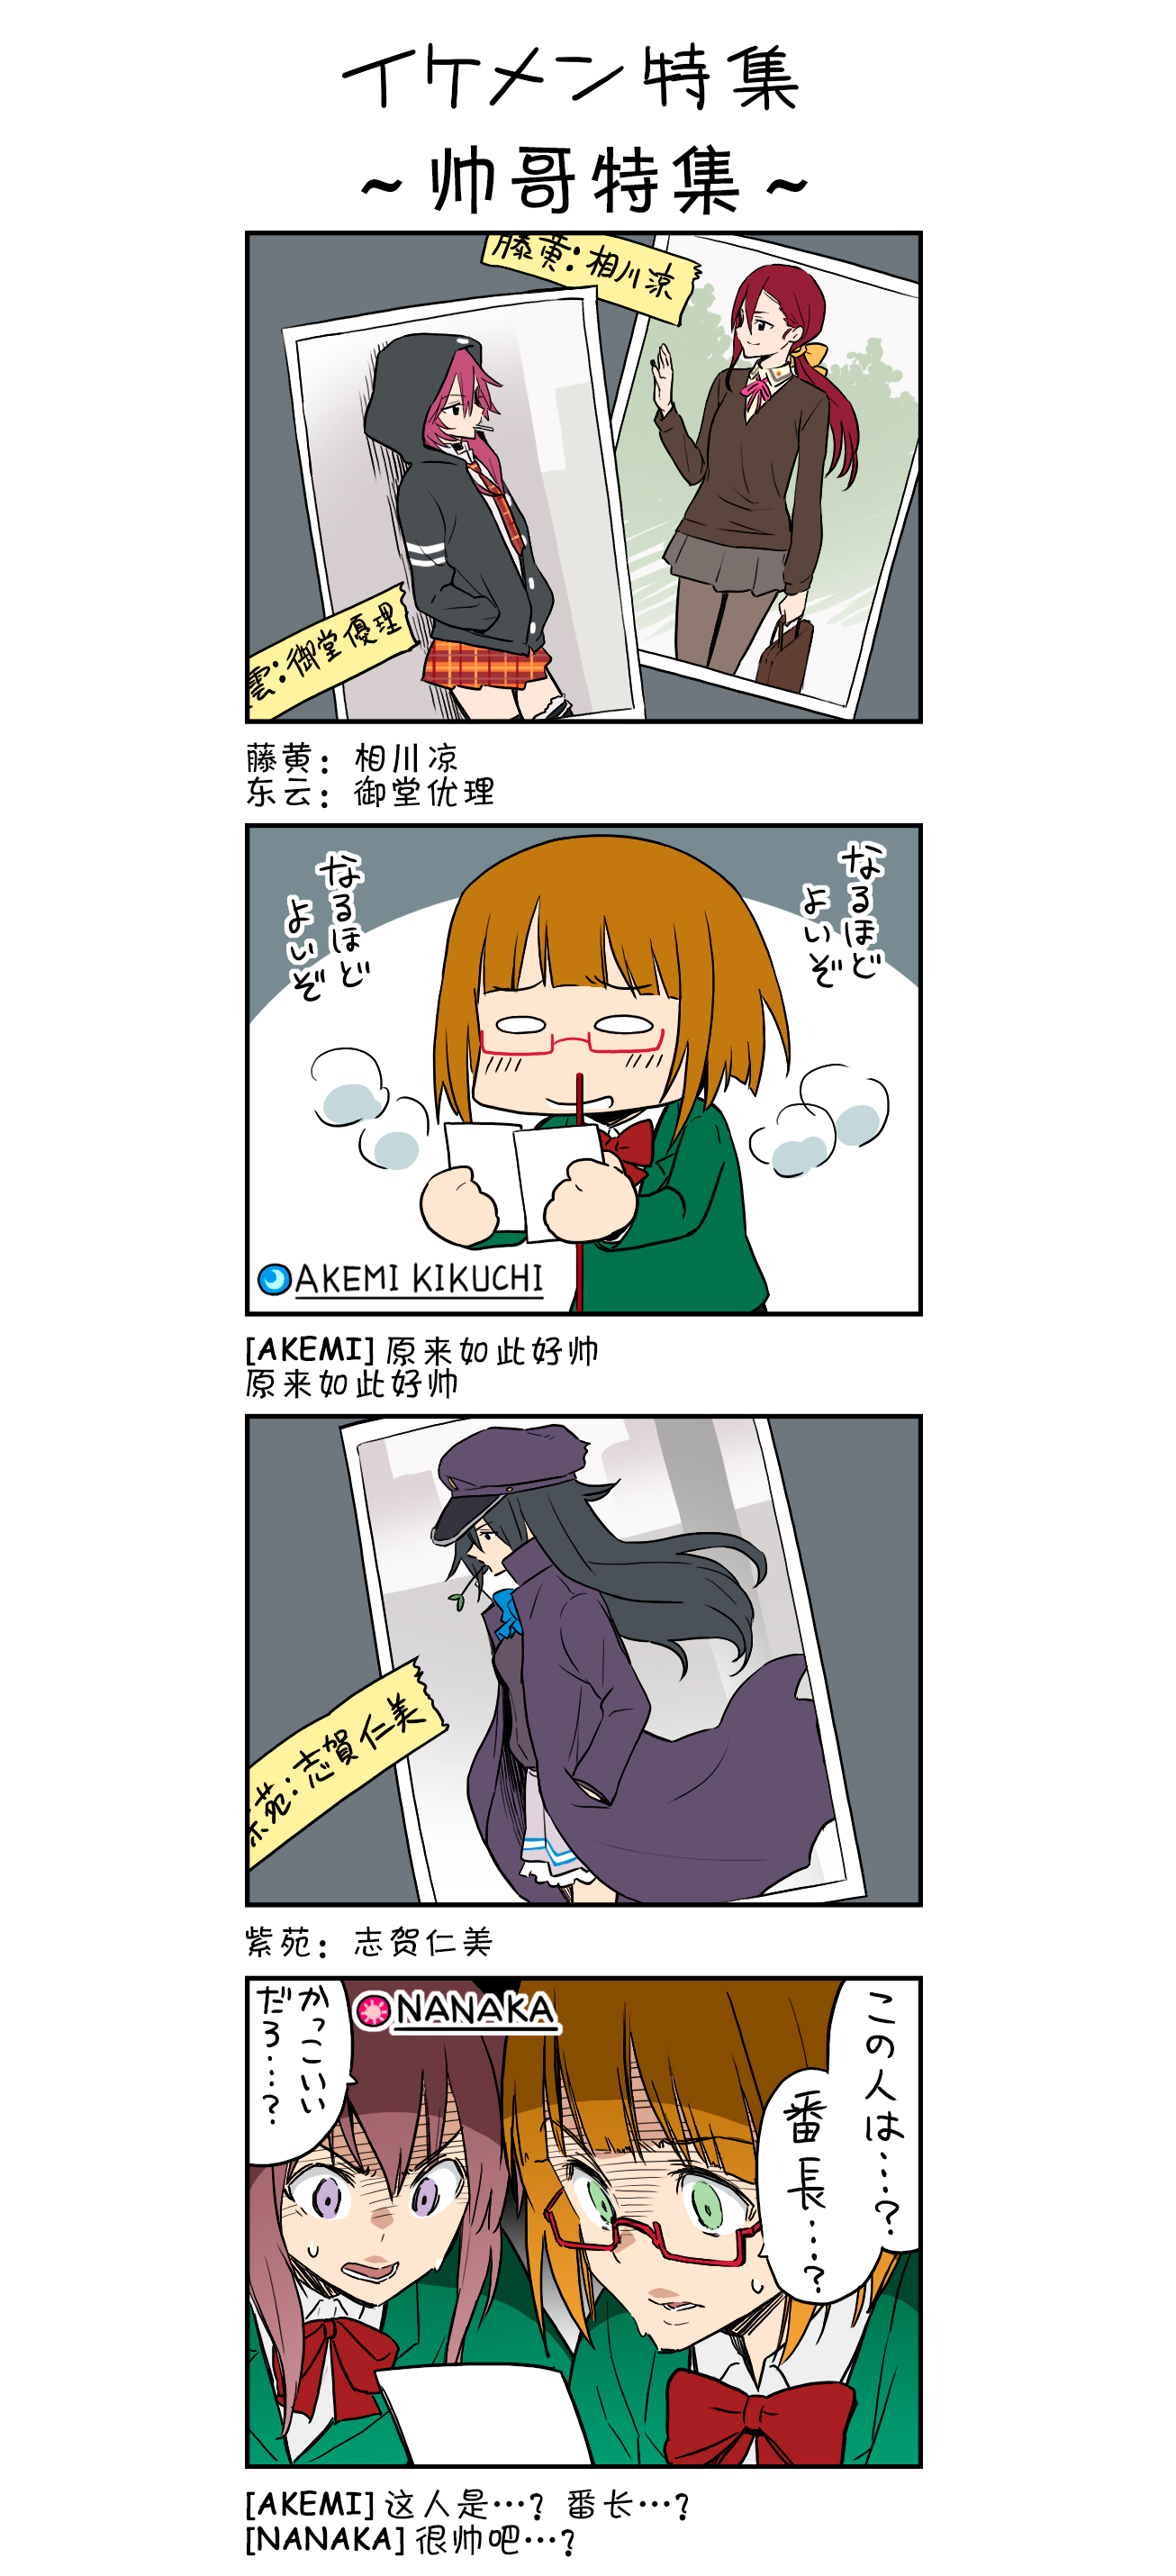 イケメン特集
~帅哥特集~
藤黄:相川涼
雲:御堂優理
藤黄：相川凉
东云：御堂优理
なるほど
よいぞ
なるほど
よいぞ
AKEMI KIKUCHI
[AKEMI] 原来如此好帅
原来如此好帅
紫苑:志賀仁美
紫苑：志贺仁美
この人は…?
番長…?
NANAKA
かっこいい
だろ…?
[AKEMI] 这人是…？番长…？
[NANAKA] 很帅吧…？